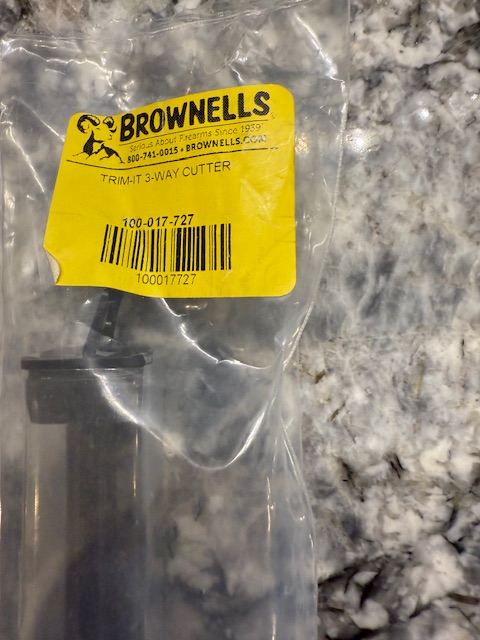 BROWNELLS
Serious About Firearms Since 1939
800-741-0015 • BROWNELLS.COM
TRIM-IT 3-WAY CUTTER
100-017-727
100017727